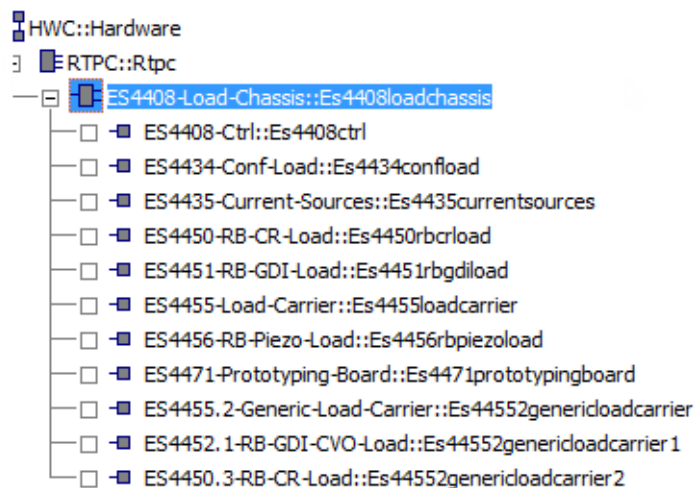 HWC::Hardware
RTPC::Rtpc
ES4408-Load-Chassis::Es4408loadchassis
ES4408-Ctrl::Es4408ctrl
ES4434-Conf-Load::Es4434confload
ES4435-Current-Sources::Es4435currentsources
ES4450-RB-CR-Load::Es4450rbcrload
ES4451-RB-GDI-Load::Es4451rbgdiload
ES4455-Load-Carrier::Es4455loadcarrier
ES4456-RB-Piezo-Load::Es4456rbpiezoload
ES4471-Prototyping-Board::Es4471prototypingboard
ES4455.2-Generic-Load-Carrier::Es44552genericloadcarrier
ES4452.1-RB-GDI-CVO-Load::Es44552genericloadcarrier1
ES4450.3-RB-CR-Load::Es44552genericloadcarrier2